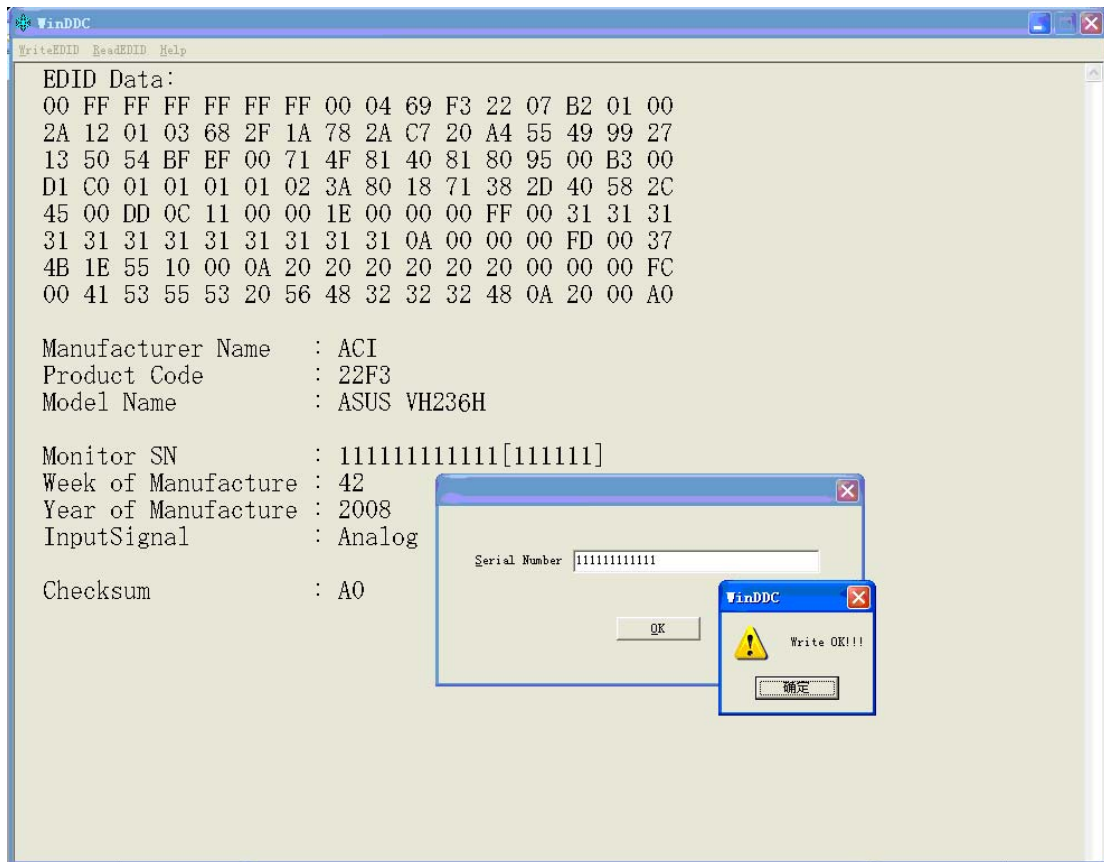 WinDDC
WriteEDID ReadEDID Help
EDID Data:
00 FF FF FF FF FF FF 00 04 69 F3 22 07 B2 01 00
2A 12 01 03 68 2F 1A 78 2A C7 20 A4 55 49 99 27
13 50 54 BF EF 00 71 4F 81 40 81 80 95 00 B3 00
D1 C0 01 01 01 01 02 3A 80 18 71 38 2D 40 58 2C
45 00 DD 0C 11 00 00 1E 00 00 00 FF 00 31 31 31
31 31 31 31 31 31 31 31 31 0A 00 00 00 FD 00 37
4B 1E 55 10 00 0A 20 20 20 20 20 20 00 00 00 FC
00 41 53 55 53 20 56 48 32 32 32 48 0A 20 00 A0
Manufacturer Name : ACI
Product Code : 22F3
Model Name : ASUS VH236H
Monitor SN : 111111111111[111111]
Week of Manufacture : 42
Year of Manufacture : 2008
InputSignal : Analog
Checksum : A0
Serial Number 111111111111
OK
WinDDC
Write OK!!!
确定